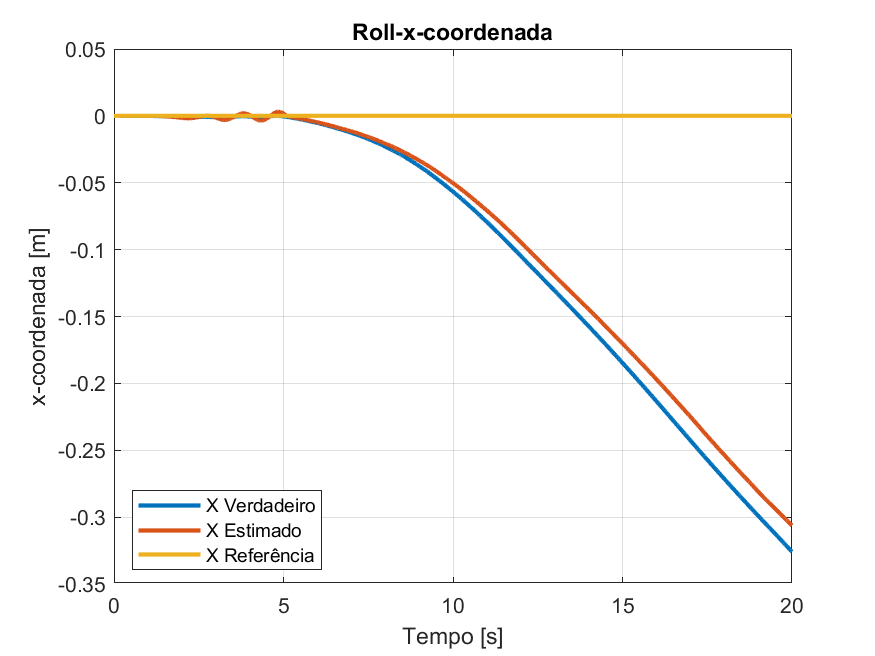 Roll-x-coordenada
0.05
0
-0.05
-0.1
-0.15
-0.2
-0.25
-0.3
-0.35
x-coordenada [m]
X Verdadeiro
X Estimado
X Referência
0 5 10 15 20
Tempo [s]